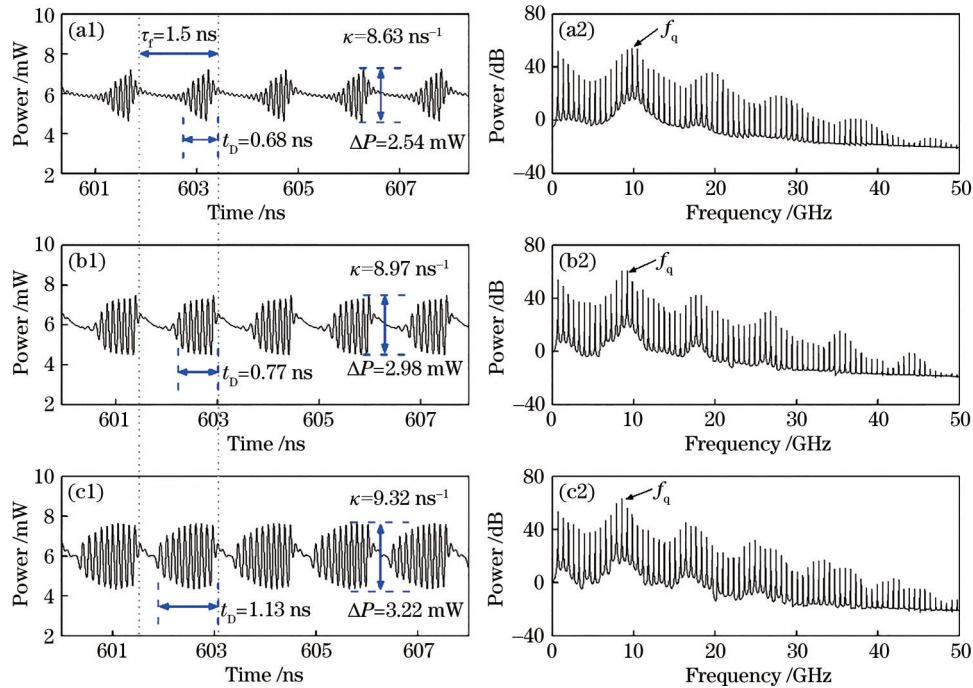 (a1)
τf=1.5 ns
κ=8.63 ns⁻¹
tD=0.68 ns
ΔP=2.54 mW
Power /mW
10
8
6
4
2
601
603
605
607
Time /ns
(a2)
fq
Power /dB
80
40
0
−40
0
10
20
30
40
50
Frequency /GHz
(b1)
κ=8.97 ns⁻¹
tD=0.77 ns
ΔP=2.98 mW
Power /mW
10
8
6
4
2
601
603
605
607
Time /ns
(b2)
fq
Power /dB
80
40
0
−40
0
10
20
30
40
50
Frequency /GHz
(c1)
κ=9.32 ns⁻¹
tD=1.13 ns
ΔP=3.22 mW
Power /mW
10
8
6
4
2
601
603
605
607
Time /ns
(c2)
fq
Power /dB
80
40
0
−40
0
10
20
30
40
50
Frequency /GHz